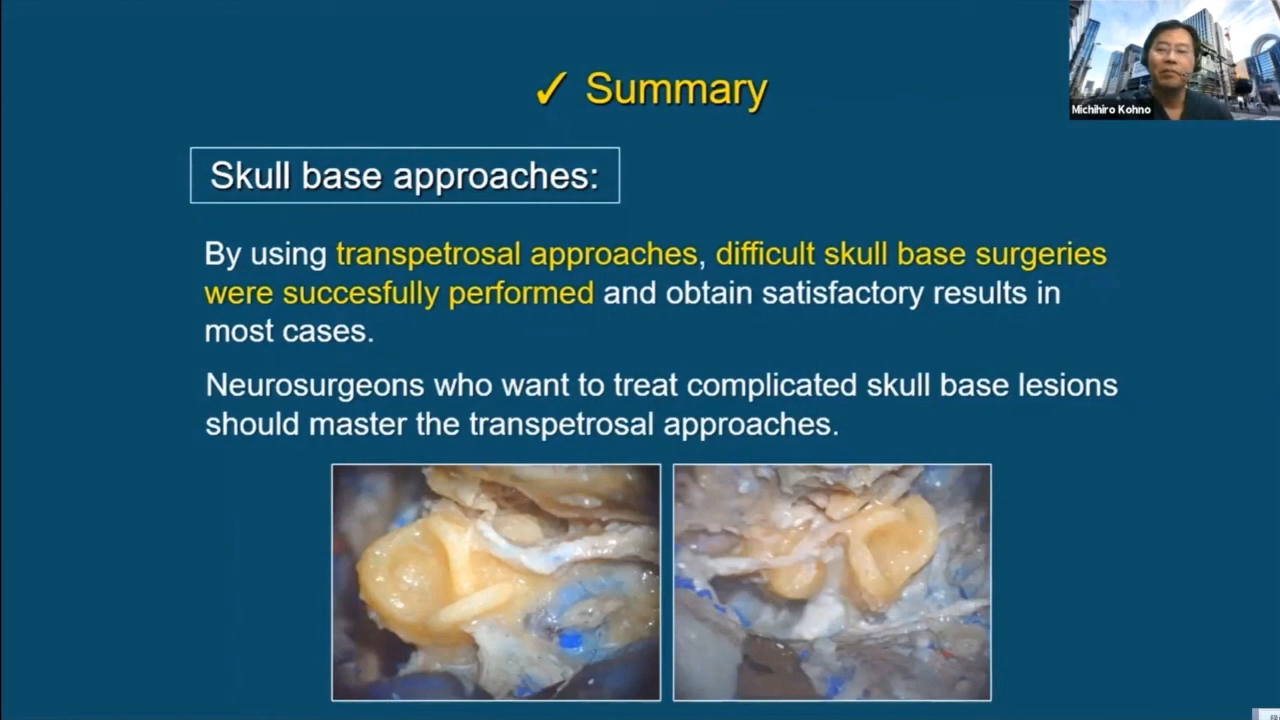 ✓ Summary
Michihiro Kohno
Skull base approaches:
By using transpetrosal approaches, difficult skull base surgeries
were succesfully performed and obtain satisfactory results in
most cases.
Neurosurgeons who want to treat complicated skull base lesions
should master the transpetrosal approaches.